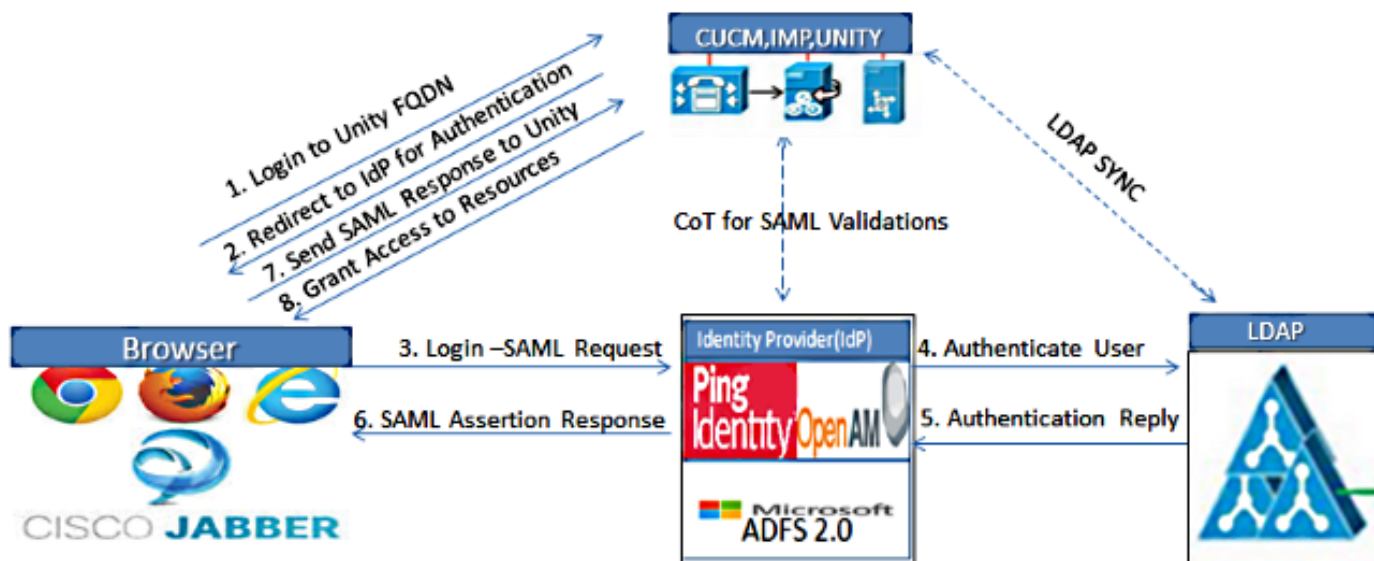 CUCM,IMP,UNITY
1. Login to Unity FQDN
2. Redirect to IdP for Authentication
7. Send SAML Response to Unity
8. Grant Access to Resources
LDAP SYNC
CoT for SAML Validations
Browser
3. Login –SAML Request
Identity Provider(IdP)
4. Authenticate User
LDAP
Ping
Identity
OpenAM
6. SAML Assertion Response
5. Authentication Reply
CISCO JABBER
Microsoft
ADFS 2.0